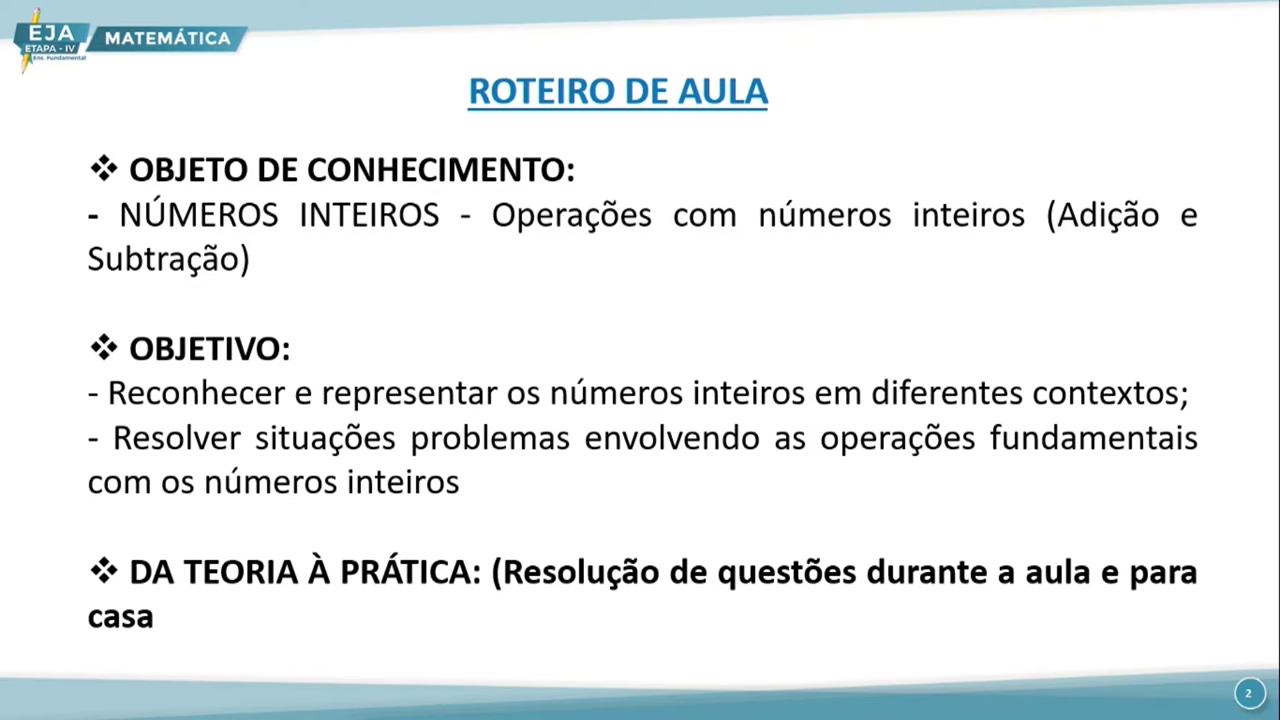 EJA
ETAPA - IV
Ens. Fundamental
MATEMÁTICA
ROTEIRO DE AULA
❖ OBJETO DE CONHECIMENTO:
- NÚMEROS INTEIROS - Operações com números inteiros (Adição e
Subtração)
❖ OBJETIVO:
- Reconhecer e representar os números inteiros em diferentes contextos;
- Resolver situações problemas envolvendo as operações fundamentais
com os números inteiros
❖ DA TEORIA À PRÁTICA: (Resolução de questões durante a aula e para
casa
2